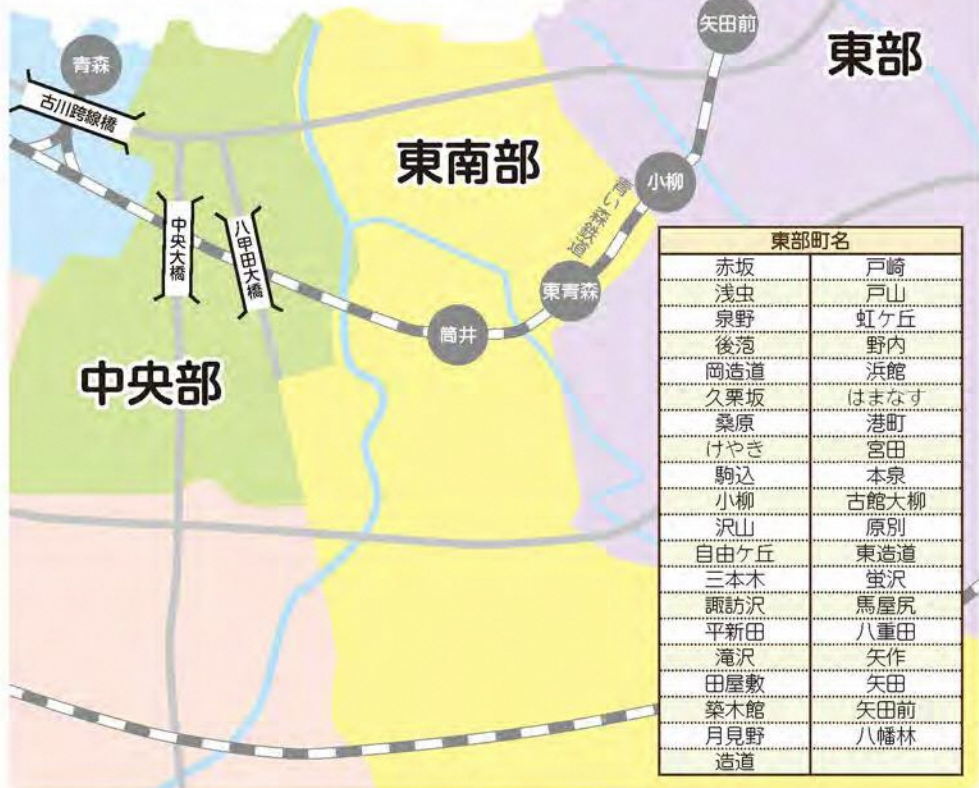 矢田前
東部
青森
古川跨線橋
東南部
小柳
青い森鉄道
中央大橋
八甲田大橋
東青森
筒井
中央部
東部町名
赤坂 戸崎
浅虫 戸山
泉野 虹ケ丘
後萢 野内
岡造道 浜館
久栗坂 はまなす
桑原 港町
けやき 宮田
駒込 本泉
小柳 古館大柳
沢山 原別
自由ケ丘 東造道
三本木 蛍沢
諏訪沢 馬屋尻
平新田 八重田
滝沢 矢作
田屋敷 矢田
築木館 矢田前
月見野 八幡林
造道